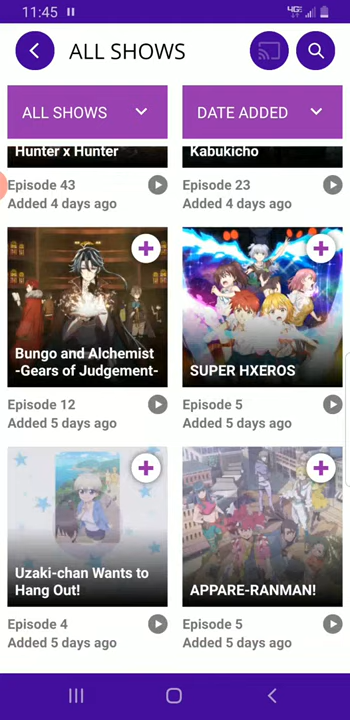 11:45
4GE
ALL SHOWS
ALL SHOWS
DATE ADDED
Hunter x Hunter
Kabukicho
Episode 43
Episode 23
Added 4 days ago
Added 4 days ago
Bungo and Alchemist
-Gears of Judgement-
SUPER HXEROS
Episode 12
Episode 5
Added 5 days ago
Added 5 days ago
Uzaki-chan Wants to
Hang Out!
APPARE-RANMAN!
Episode 4
Episode 5
Added 5 days ago
Added 5 days ago